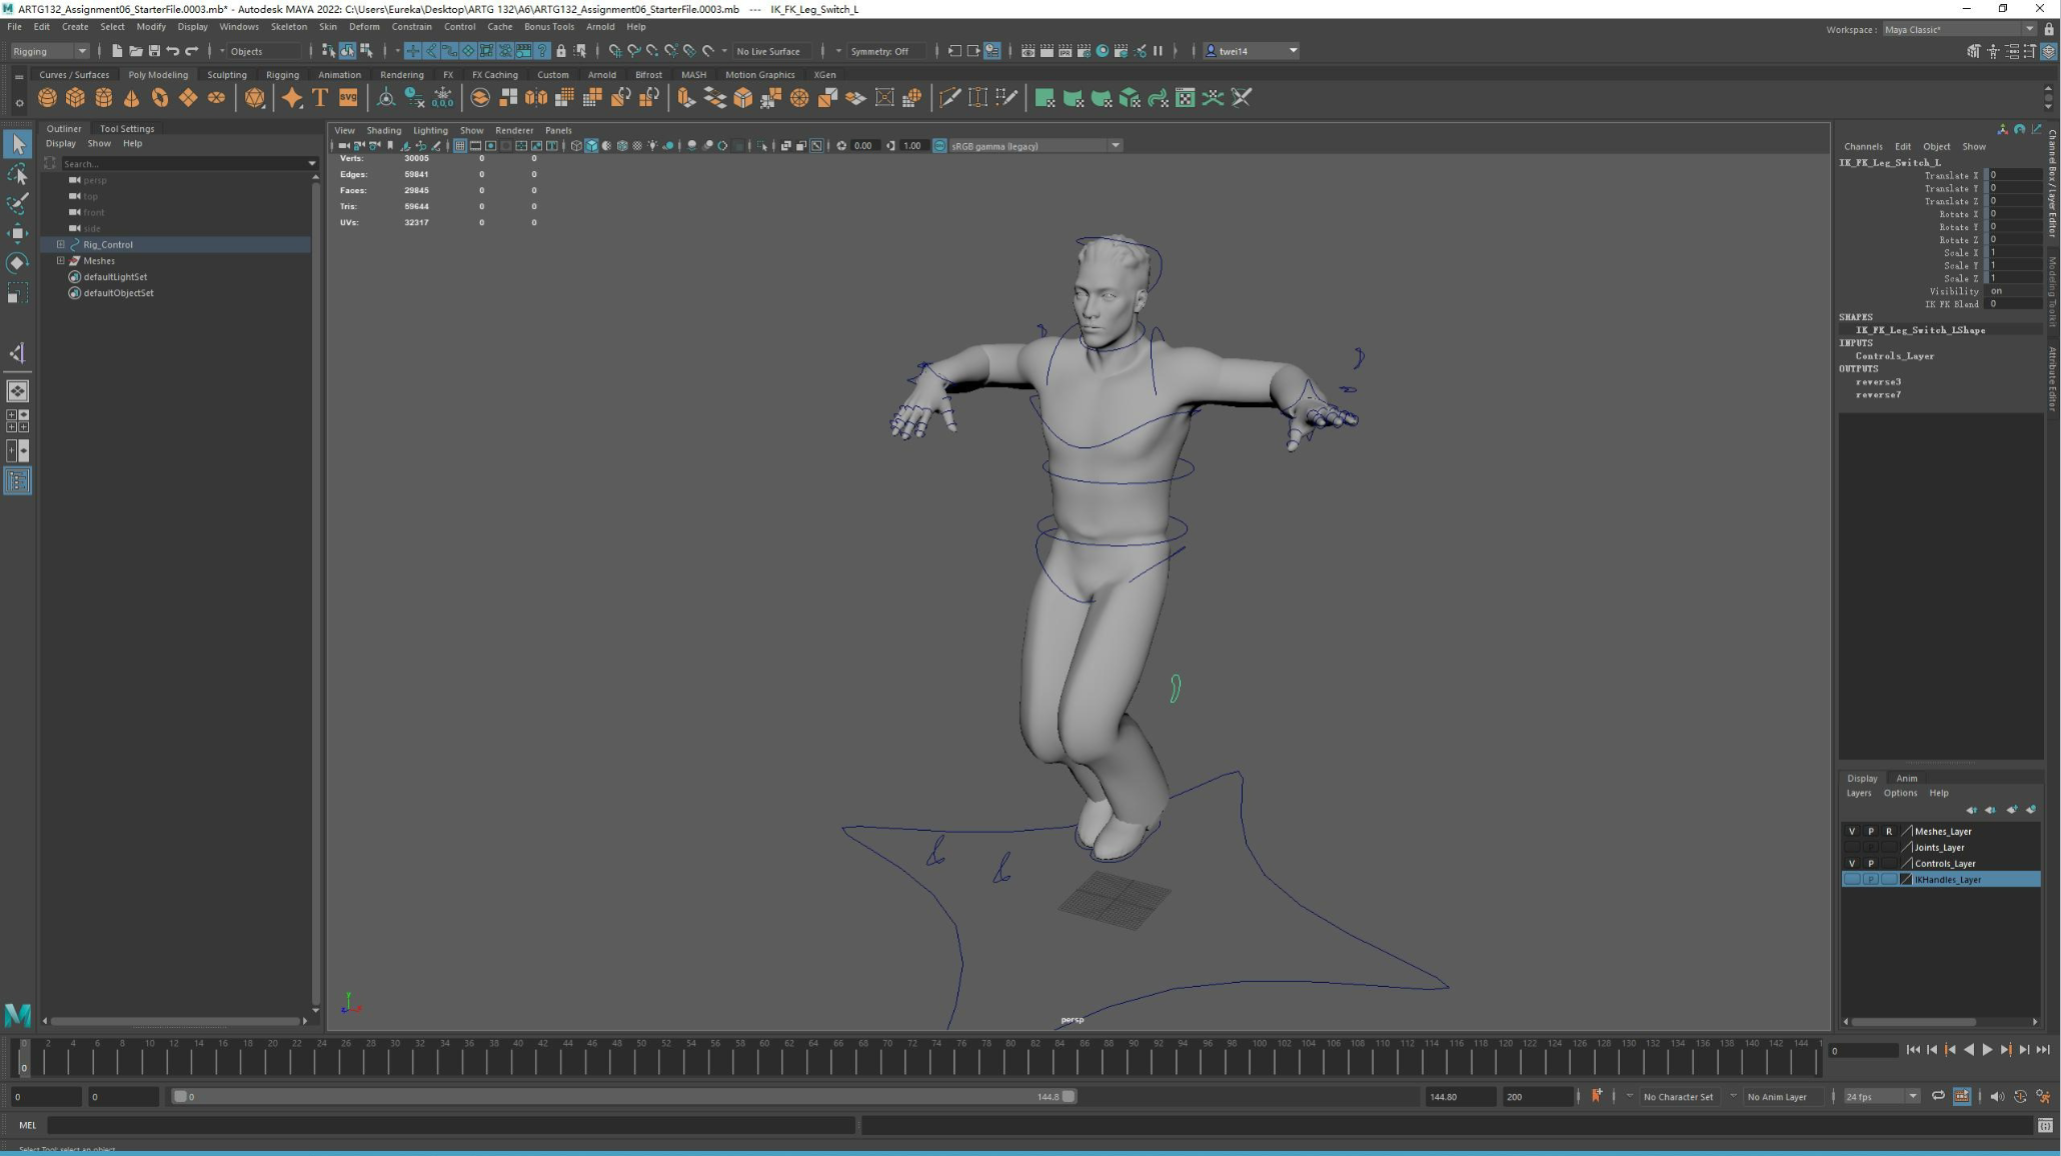 ARTG132_Assignment06_StarterFile.0003.mb* - Autodesk MAYA 2022: C:\Users\Eureka\Desktop\ARTG 132\A6\ARTG132_Assignment06_StarterFile.0003.mb --- IK_FK_Leg_Switch_L
File Edit Create Select Modify Display Windows Skeleton Skin Deform Constrain Control Cache Bonus Tools Arnold Help
Workspace: Maya Classic*
Rigging Objects No Live Surface Symmetry: Off twei14
Curves / Surfaces Poly Modeling Sculpting Rigging Animation Rendering FX FX Caching Custom Arnold Bifrost MASH Motion Graphics XGen
Outliner Tool Settings
Display Show Help
Search...
persp
top
front
side
Rig_Control
Meshes
defaultLightSet
defaultObjectSet
View Shading Lighting Show Renderer Panels
0.00 1.00 sRGB gamma (legacy)
Verts: 30005 0 0
Edges: 59841 0 0
Faces: 29845 0 0
Tris: 59644 0 0
UVs: 32317 0 0
persp
Channels Edit Object Show
IK_FK_Leg_Switch_L
Translate X 0
Translate Y 0
Translate Z 0
Rotate X 0
Rotate Y 0
Rotate Z 0
Scale X 1
Scale Y 1
Scale Z 1
Visibility on
IK FK Blend 0
SHAPES
IK_FK_Leg_Switch_LShape
INPUTS
Controls_Layer
OUTPUTS
reverse3
reverse7
Channel Box / Layer Editor
Modeling Toolkit
Attribute Editor
Display Anim
Layers Options Help
V P R Meshes_Layer
P Joints_Layer
V P Controls_Layer
P IKHandles_Layer
0 2 4 6 8 10 12 14 16 18 20 22 24 26 28 30 32 34 36 38 40 42 44 46 48 50 52 54 56 58 60 62 64 66 68 70 72 74 76 78 80 82 84 86 88 90 92 94 96 98 100 102 104 106 108 110 112 114 116 118 120 122 124 126 128 130 132 134 136 138 140 142 144
0
0
0 0 0 144.8 144.80 200 No Character Set No Anim Layer 24 fps
MEL
Select Tool: select an object